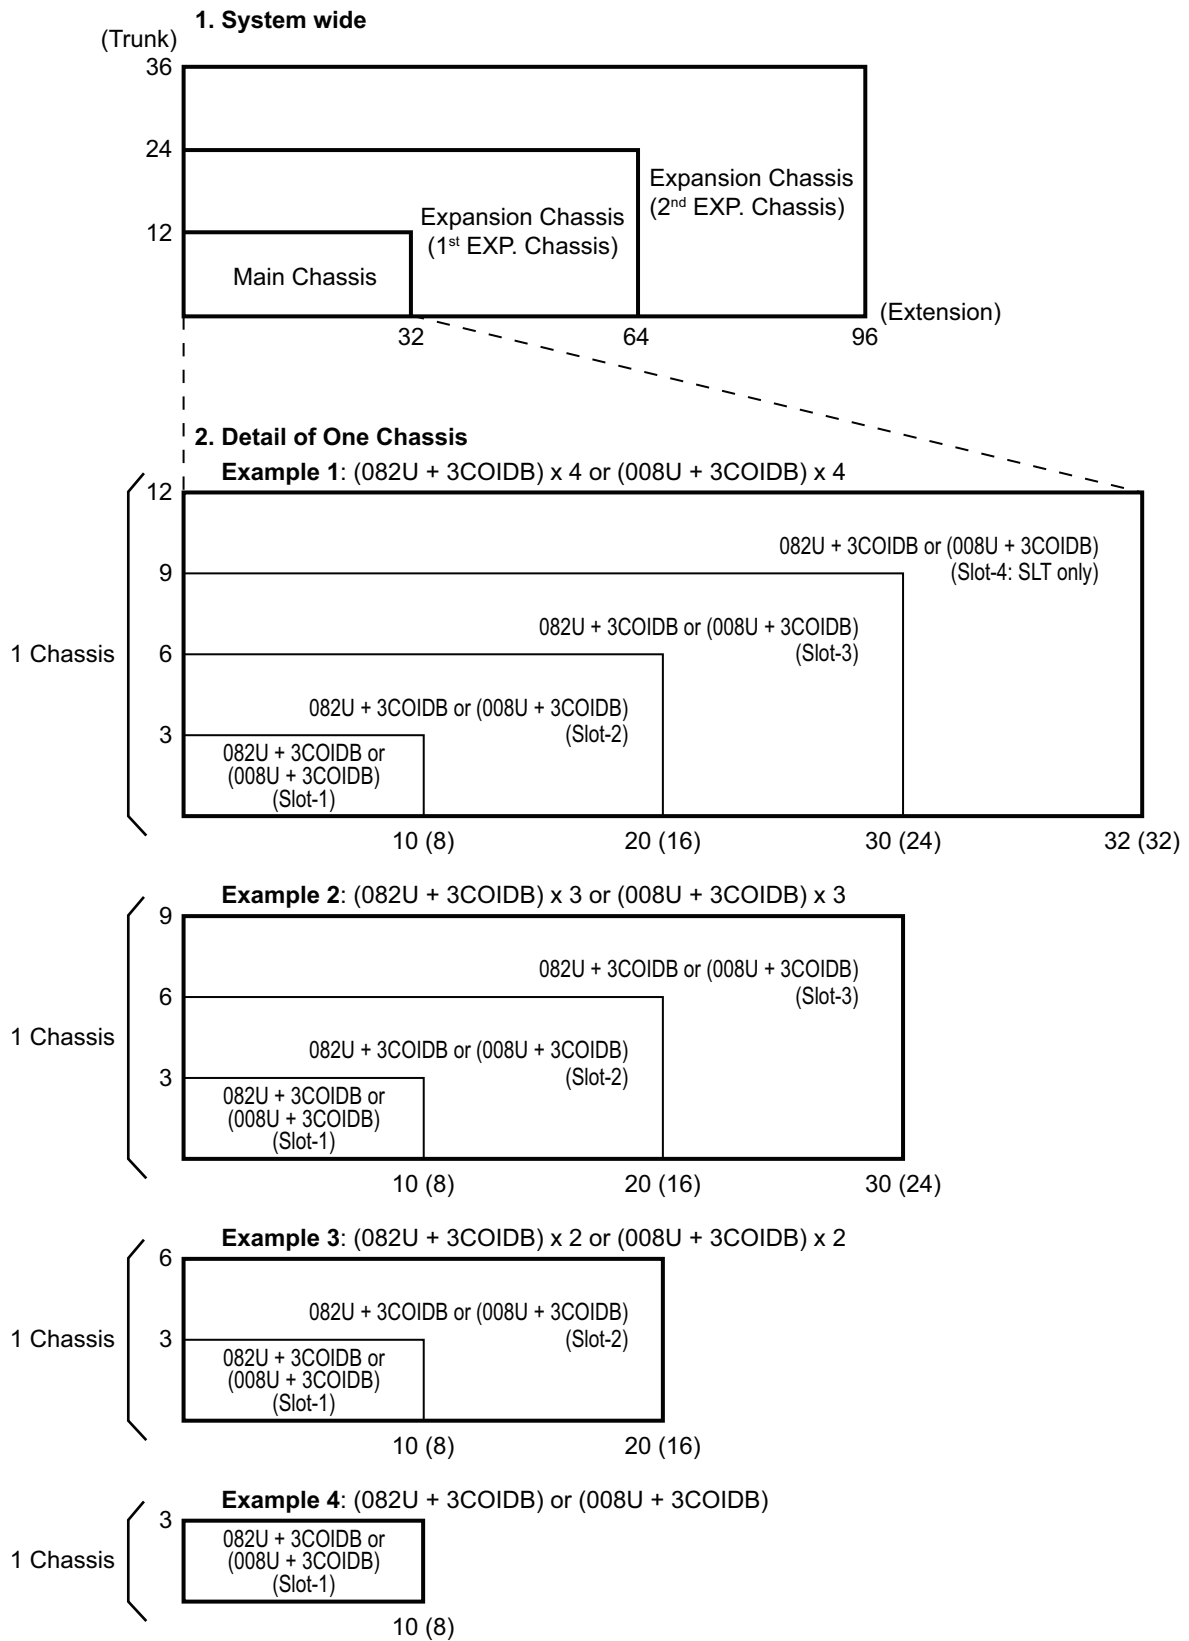 1. System wide
(Trunk)
36
24
12
Expansion Chassis
(2nd EXP. Chassis)
Expansion Chassis
(1st EXP. Chassis)
Main Chassis
(Extension)
32
64
96
2. Detail of One Chassis
Example 1: (082U + 3COIDB) x 4 or (008U + 3COIDB) x 4
12
082U + 3COIDB or (008U + 3COIDB)
(Slot-4: SLT only)
9
082U + 3COIDB or (008U + 3COIDB)
(Slot-3)
1 Chassis
6
082U + 3COIDB or (008U + 3COIDB)
(Slot-2)
3
082U + 3COIDB or
(008U + 3COIDB)
(Slot-1)
10 (8)
20 (16)
30 (24)
32 (32)
Example 2: (082U + 3COIDB) x 3 or (008U + 3COIDB) x 3
9
082U + 3COIDB or (008U + 3COIDB)
(Slot-3)
6
1 Chassis
082U + 3COIDB or (008U + 3COIDB)
(Slot-2)
3
082U + 3COIDB or
(008U + 3COIDB)
(Slot-1)
10 (8)
20 (16)
30 (24)
Example 3: (082U + 3COIDB) x 2 or (008U + 3COIDB) x 2
6
082U + 3COIDB or (008U + 3COIDB)
(Slot-2)
1 Chassis
3
082U + 3COIDB or
(008U + 3COIDB)
(Slot-1)
10 (8)
20 (16)
Example 4: (082U + 3COIDB) or (008U + 3COIDB)
3
082U + 3COIDB or
(008U + 3COIDB)
(Slot-1)
1 Chassis
10 (8)